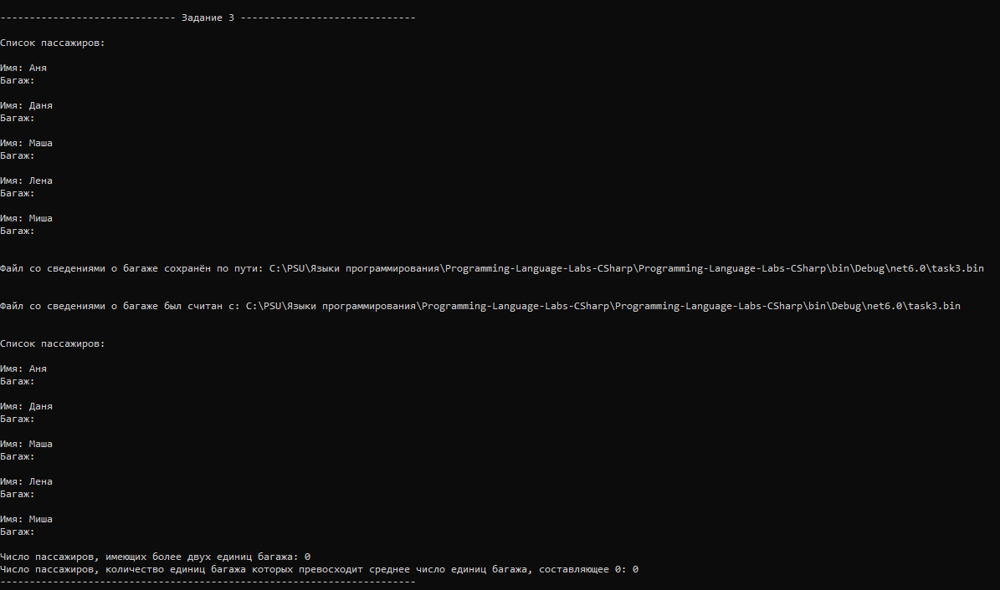 ------------------------------ Задание 3 ------------------------------
Список пассажиров:
Имя: Аня
Багаж:
Имя: Даня
Багаж:
Имя: Маша
Багаж:
Имя: Лена
Багаж:
Имя: Миша
Багаж:
Файл со сведениями о багаже сохранён по пути: C:\PSU\Языки программирования\Programming-Language-Labs-CSharp\Programming-Language-Labs-CSharp\bin\Debug\net6.0\task3.bin
Файл со сведениями о багаже был считан с: C:\PSU\Языки программирования\Programming-Language-Labs-CSharp\Programming-Language-Labs-CSharp\bin\Debug\net6.0\task3.bin
Список пассажиров:
Имя: Аня
Багаж:
Имя: Даня
Багаж:
Имя: Маша
Багаж:
Имя: Лена
Багаж:
Имя: Миша
Багаж:
Число пассажиров, имеющих более двух единиц багажа: 0
Число пассажиров, количество единиц багажа которых превосходит среднее число единиц багажа, составляющее 0: 0
-----------------------------------------------------------------------